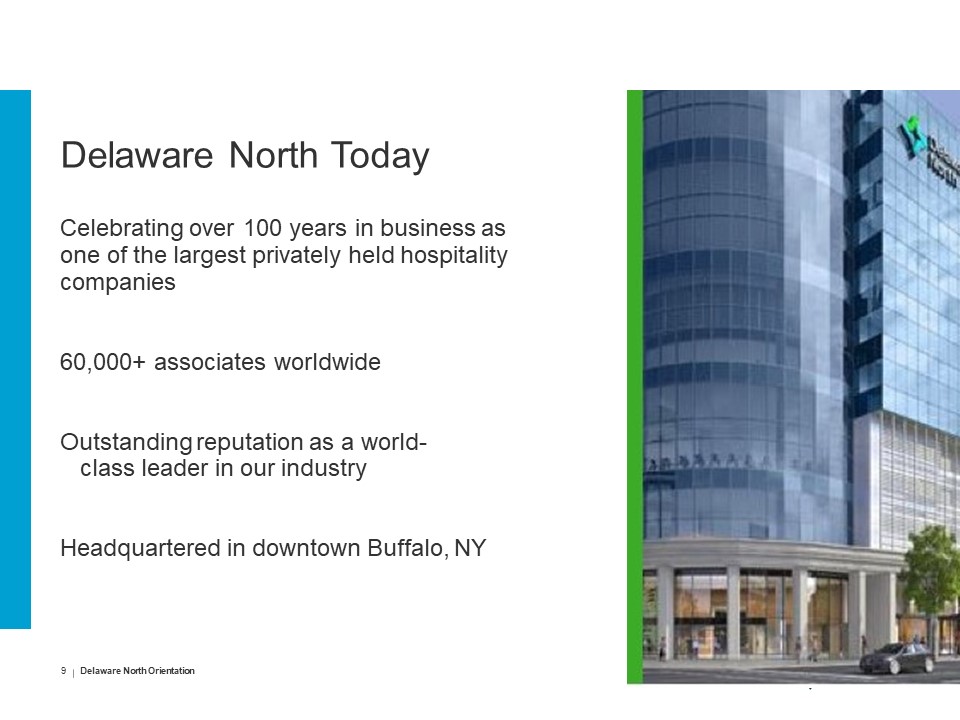 Delaware North Today
Celebrating over 100 years in business as
one of the largest privately held hospitality
companies
60,000+ associates worldwide
Outstanding reputation as a world-
class leader in our industry
Headquartered in downtown Buffalo, NY
Delaware
North
9 | Delaware North Orientation